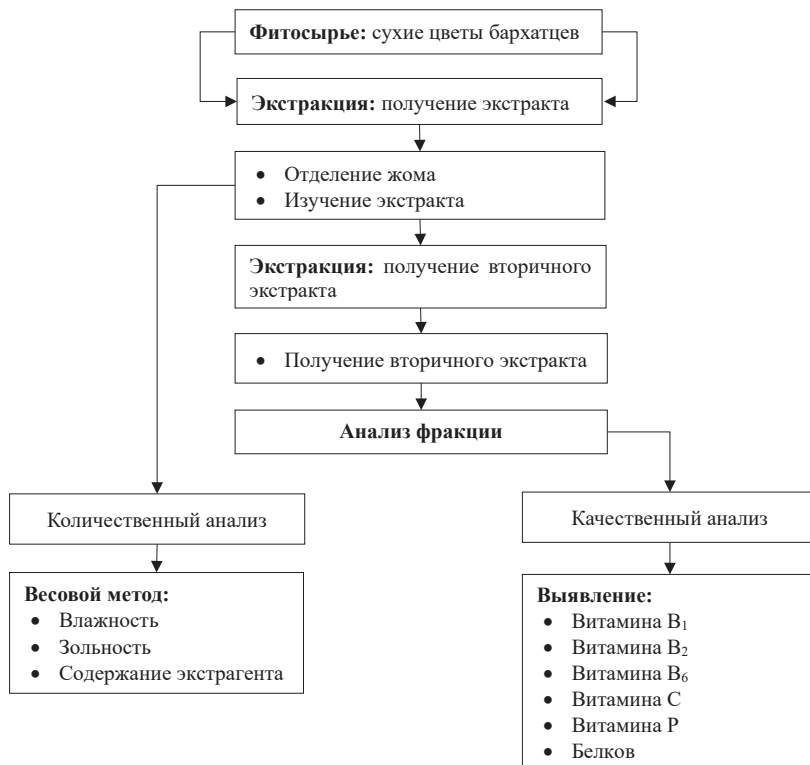 Фитосырье: сухие цветы бархатцев
Экстракция: получение экстракта
• Отделение жома
• Изучение экстракта
Экстракция: получение вторичного
экстракта
• Получение вторичного экстракта
Анализ фракции
Количественный анализ
Качественный анализ
Весовой метод:
• Влажность
• Зольность
• Содержание экстрагента
Выявление:
• Витамина B₁
• Витамина B₂
• Витамина B₆
• Витамина C
• Витамина P
• Белков